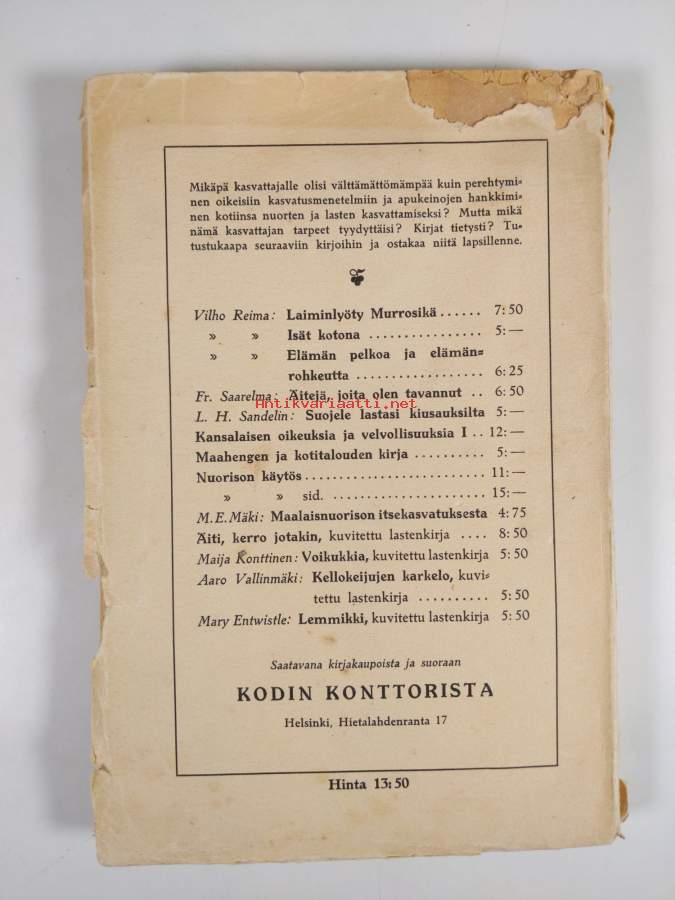 Mikäpä kasvattajalle olisi välttämättömämpää kuin perehtymi=
nen oikeisiin kasvatusmenetelmiin ja apukeinojen hankkimi=
nen kotiinsa nuorten ja lasten kasvattamiseksi? Mutta mikä
nämä kasvattajan tarpeet tyydyttäisi? Kirjat tietysti? Tu=
tustukaapa seuraaviin kirjoihin ja ostakaa niitä lapsillenne.
Vilho Reima: Laiminlyöty Murrosikä ...... 7:50
» » Isät kotona ................ 5:—
» » Elämän pelkoa ja elämän=
rohkeutta .................. 6:25
Fr. Saarelma: Äitejä, joita olen tavannut .. 6:50
Antikvariaatti.net
L. H. Sandelin: Suojele lastasi kiusauksilta 5:—
Kansalaisen oikeuksia ja velvollisuuksia I .. 12:—
Maahengen ja kotitalouden kirja .......... 5:—
Nuorison käytös .......................... 11:—
» » sid. ...................... 15:—
M. E. Mäki: Maalaisnuorison itsekasvatuksesta 4:75
Äiti, kerro jotakin, kuvitettu lastenkirja .... 8:50
Maija Konttinen: Voikukkia, kuvitettu lastenkirja 5:50
Aaro Vallinmäki: Kellokeijujen karkelo, kuvi=
tettu lastenkirja .......... 5:50
Mary Entwistle: Lemmikki, kuvitettu lastenkirja 5:50
Saatavana kirjakaupoista ja suoraan
KODIN KONTTORISTA
Helsinki, Hietalahdenranta 17
Hinta 13:50